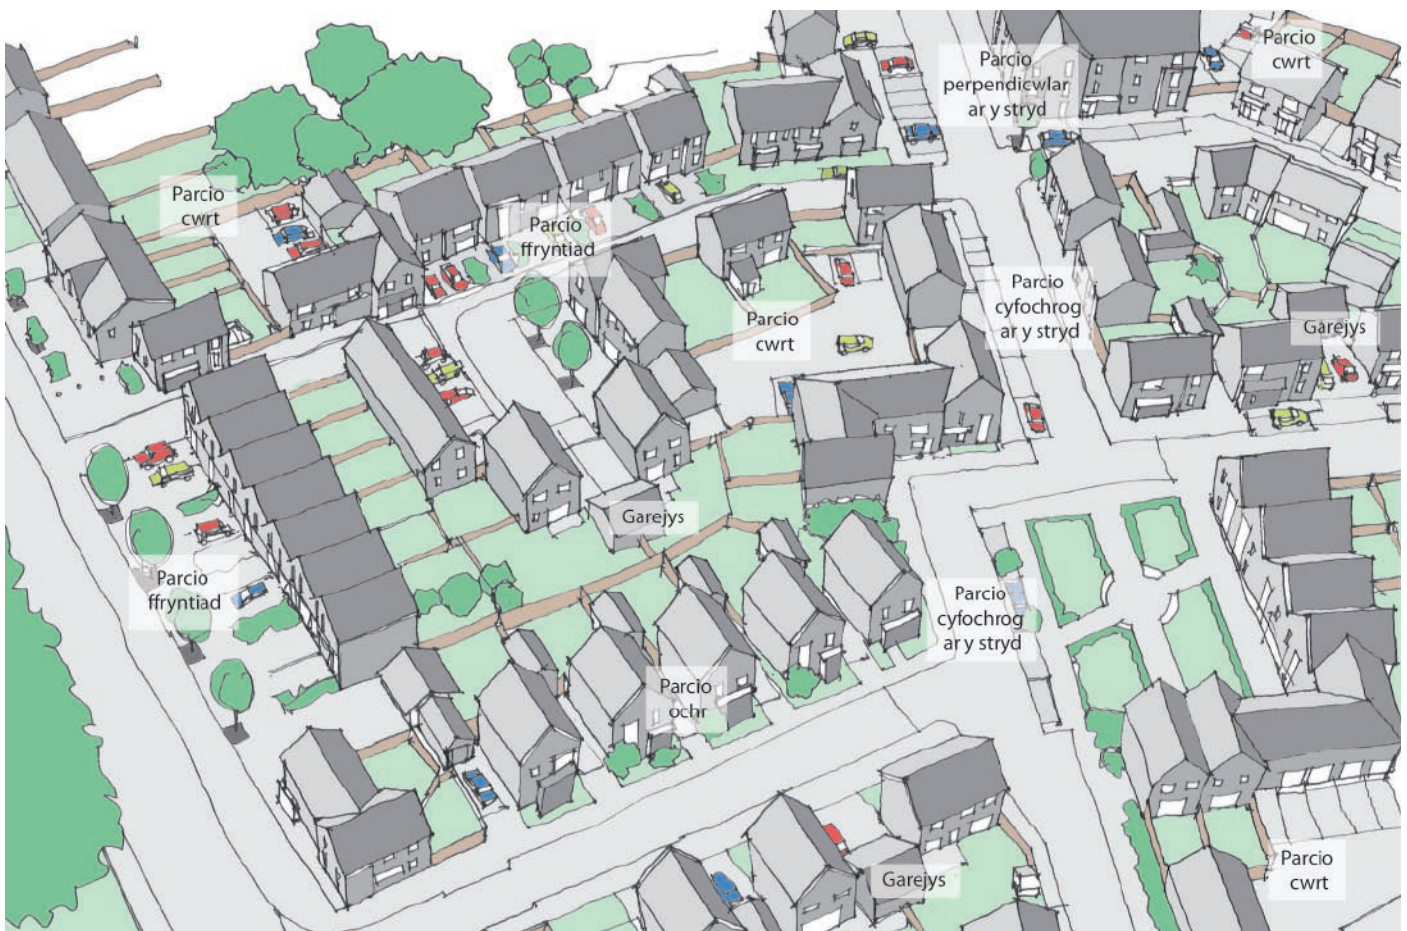 Parcio
cwrt
Parcio
perpendicwlar
ar y stryd
Parcio
cwrt
Parcio
ffryntiad
Parcio
cyfochrog
ar y stryd
Parcio
cwrt
Garejys
Garejys
Parcio
ffryntiad
Parcio
cyfochrog
ar y stryd
Parcio
ochr
Garejys
Parcio
cwrt